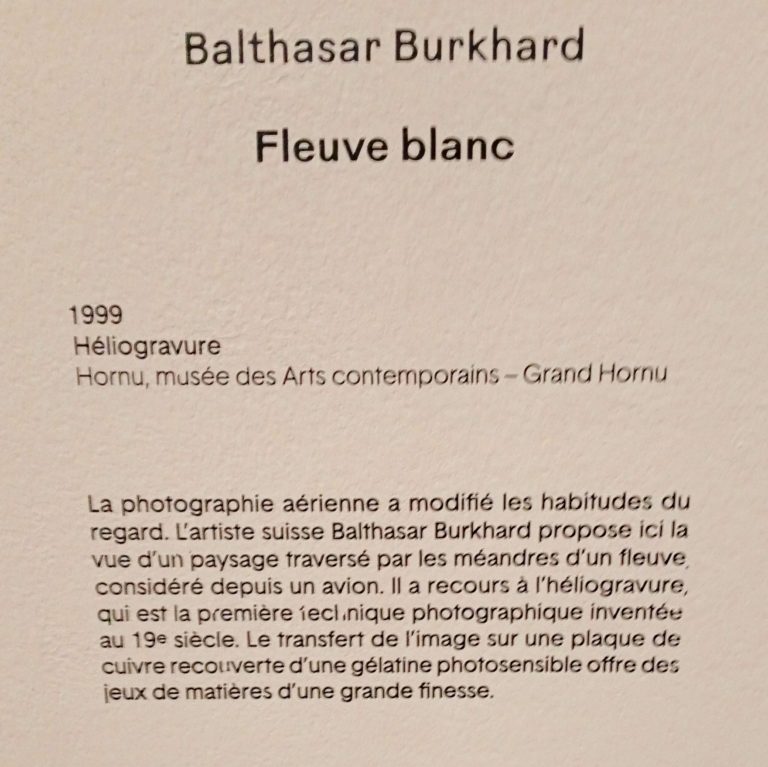 Balthasar Burkhard
Fleuve blanc
1999
Héliogravure
Hornu, musée des Arts contemporains – Grand Hornu
La photographie aérienne a modifié les habitudes du
regard. L’artiste suisse Balthasar Burkhard propose ici la
vue d’un paysage traversé par les méandres d’un fleuve,
considéré depuis un avion. Il a recours à l’héliogravure,
qui est la première technique photographique inventée
au 19e siècle. Le transfert de l’image sur une plaque de
cuivre recouverte d’une gélatine photosensible offre des
jeux de matières d’une grande finesse.